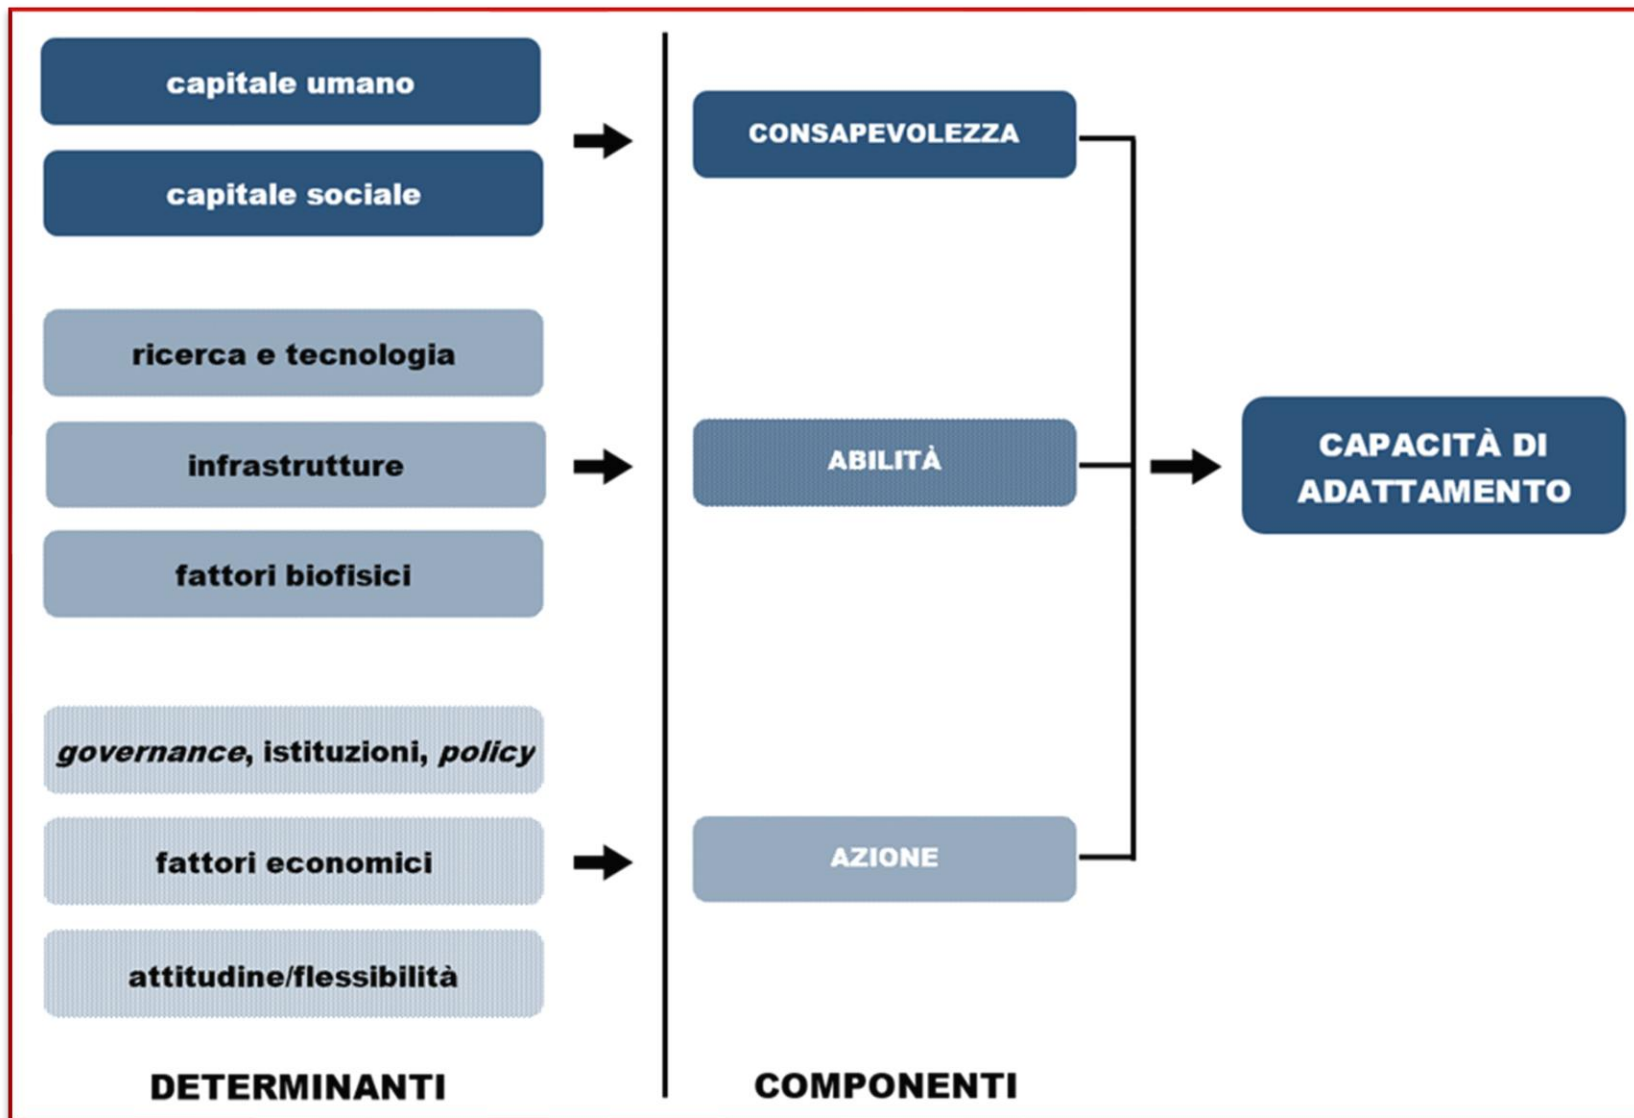 capitale umano
capitale sociale
ricerca e tecnologia
infrastrutture
fattori biofisici
governance, istituzioni, policy
fattori economici
attitudine/flessibilità
DETERMINANTI
CONSAPEVOLEZZA
ABILITÀ
AZIONE
COMPONENTI
CAPACITÀ DI
ADATTAMENTO